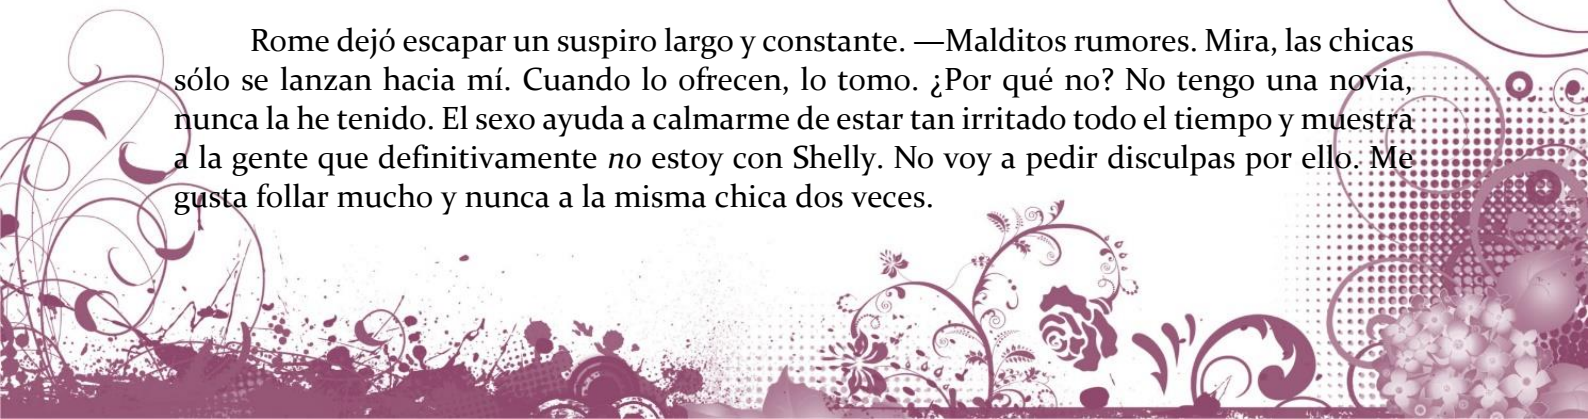 Rome dejó escapar un suspiro largo y constante. —Malditos rumores. Mira, las chicas
sólo se lanzan hacia mí. Cuando lo ofrecen, lo tomo. ¿Por qué no? No tengo una novia,
nunca la he tenido. El sexo ayuda a calmarme de estar tan irritado todo el tiempo y muestra
a la gente que definitivamente no estoy con Shelly. No voy a pedir disculpas por ello. Me
gusta follar mucho y nunca a la misma chica dos veces.